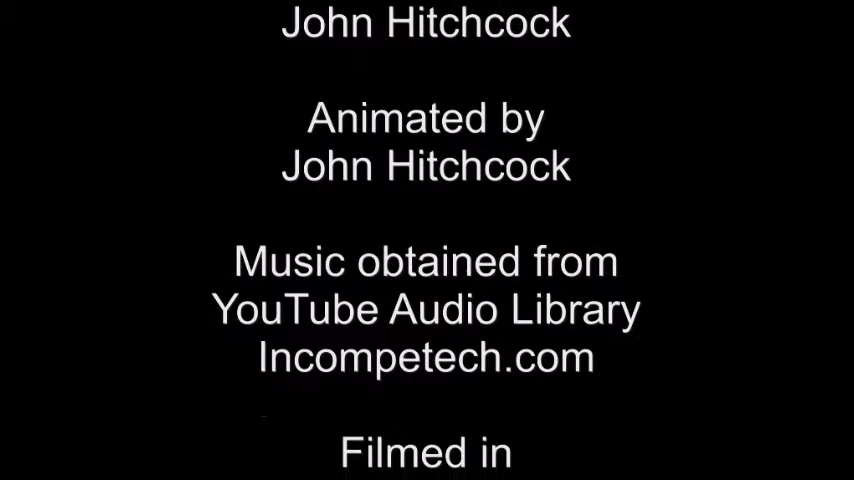 John Hitchcock
Animated by
John Hitchcock
Music obtained from
YouTube Audio Library
Incompetech.com
Filmed in